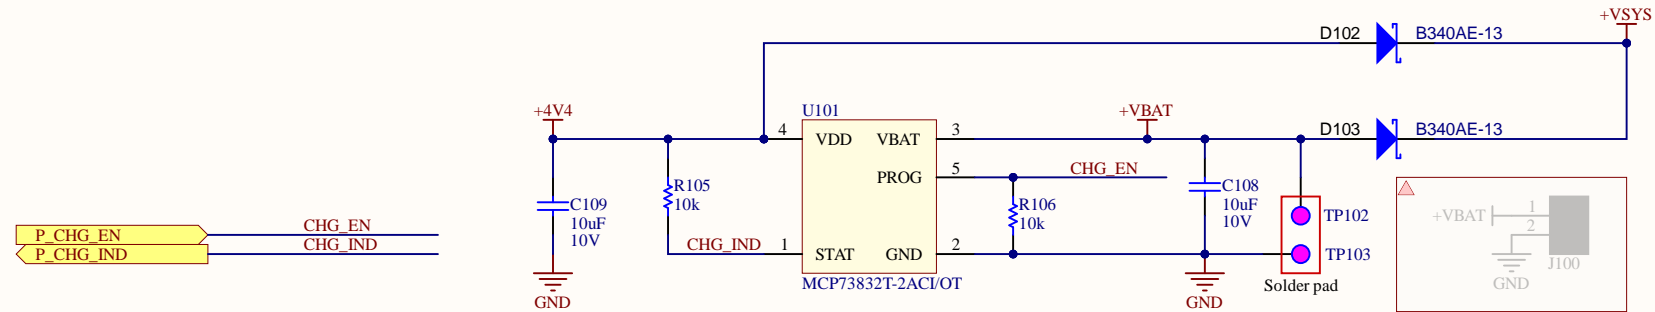 +VSYS
D102
B340AE-13
+4V4
U101
+VBAT
4
VDD
VBAT
3
D103
B340AE-13
PROG
5
CHG_EN
R105
10k
C109
10uF
10V
R106
10k
C108
10uF
10V
TP102
+VBAT
1
2
P_CHG_EN
CHG_EN
P_CHG_IND
CHG_IND
CHG_IND
1
STAT
GND
2
TP103
J100
GND
MCP73832T-2ACI/OT
Solder pad
GND
GND